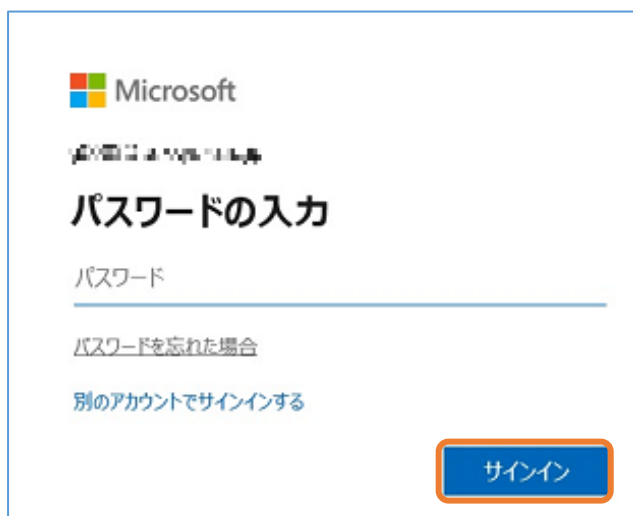 Microsoft
パスワードの入力
パスワード
パスワードを忘れた場合
別のアカウントでサインインする
サインイン